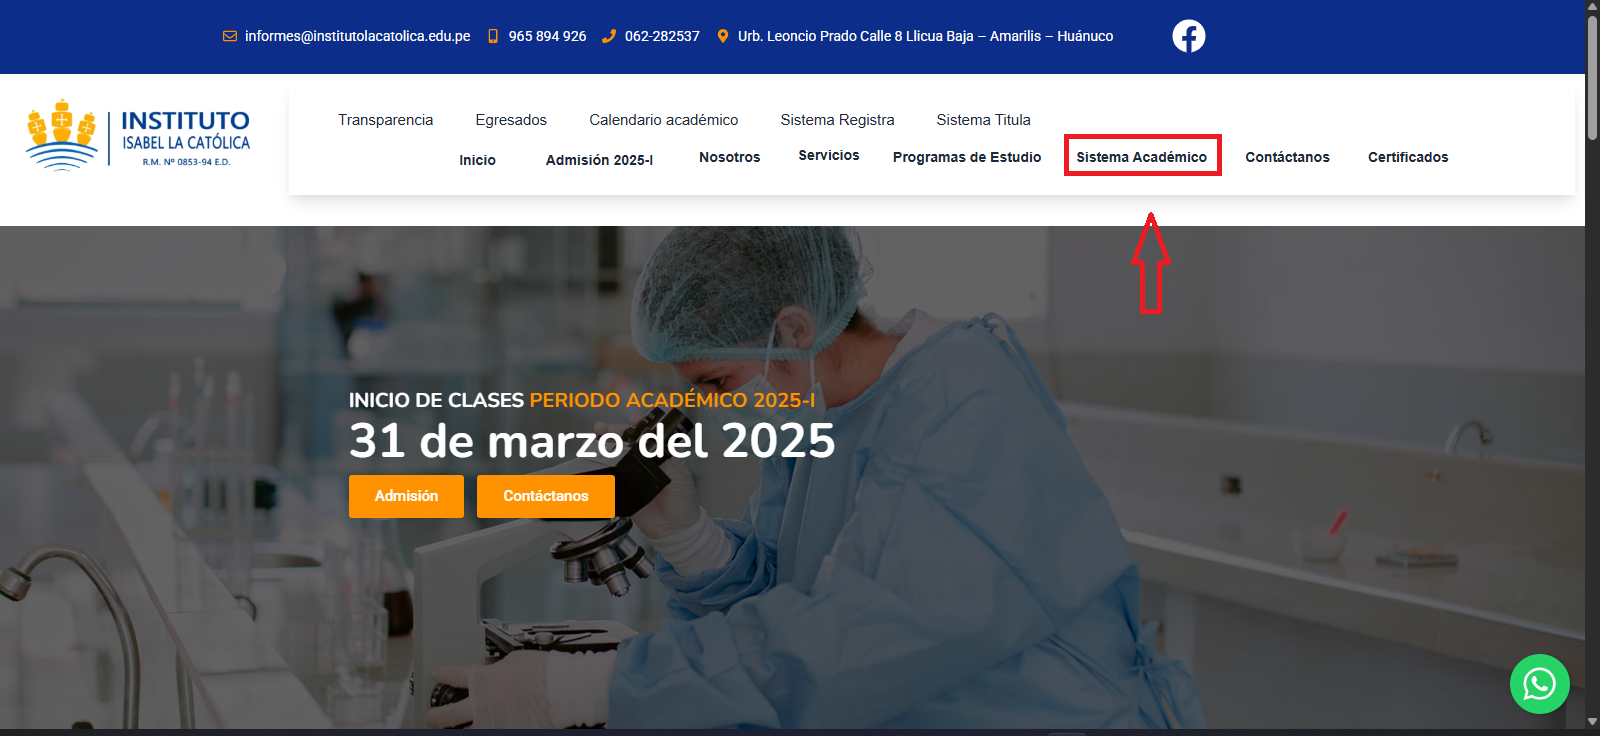 informes@institutolacatolica.edu.pe 965 894 926 062-282537 Urb. Leoncio Prado Calle 8 Llicua Baja – Amarilis – Huánuco
INSTITUTO
ISABEL LA CATÓLICA
R.M. Nº 0853-94 E.D.
Transparencia Egresados Calendario académico Sistema Registra Sistema Titula
Inicio Admisión 2025-I Nosotros Servicios Programas de Estudio Sistema Académico Contáctanos Certificados
INICIO DE CLASES PERIODO ACADÉMICO 2025-I
31 de marzo del 2025
Admisión Contáctanos